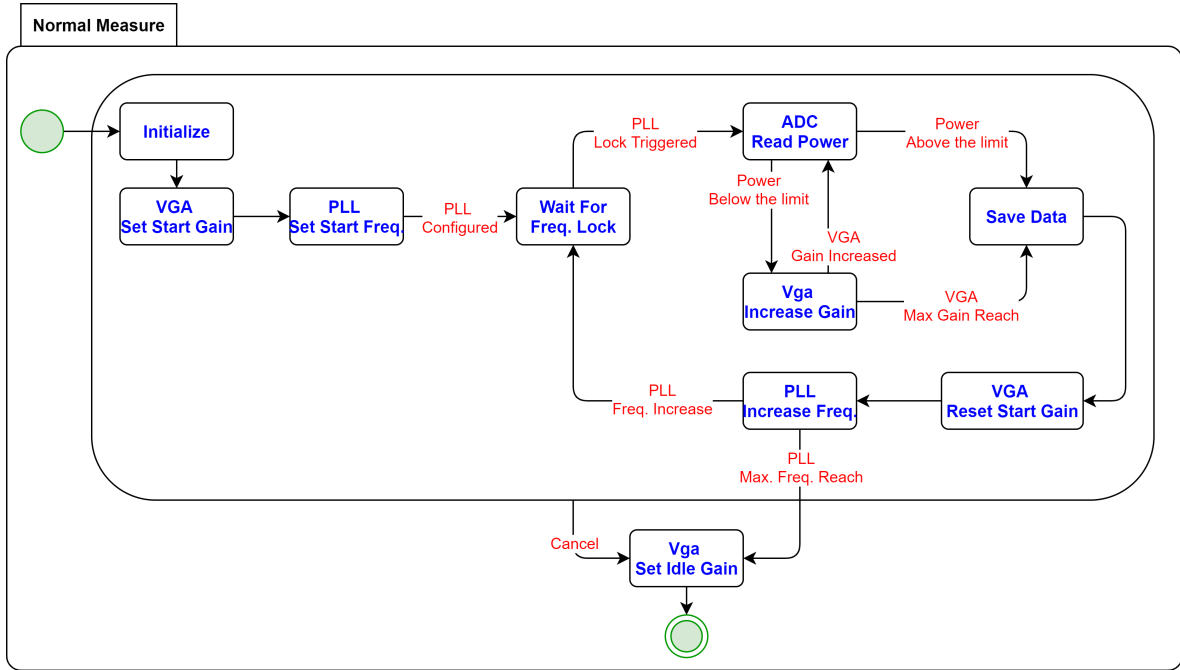 Normal Measure
Initialize
VGA
Set Start Gain
PLL
Set Start Freq.
PLL
Configured
Wait For
Freq. Lock
PLL
Lock Triggered
ADC
Read Power
Power
Above the limit
Power
Below the limit
VGA
Gain Increased
Save Data
Vga
Increase Gain
VGA
Max Gain Reach
PLL
Freq. Increase
PLL
Increase Freq.
VGA
Reset Start Gain
PLL
Max. Freq. Reach
Cancel
Vga
Set Idle Gain